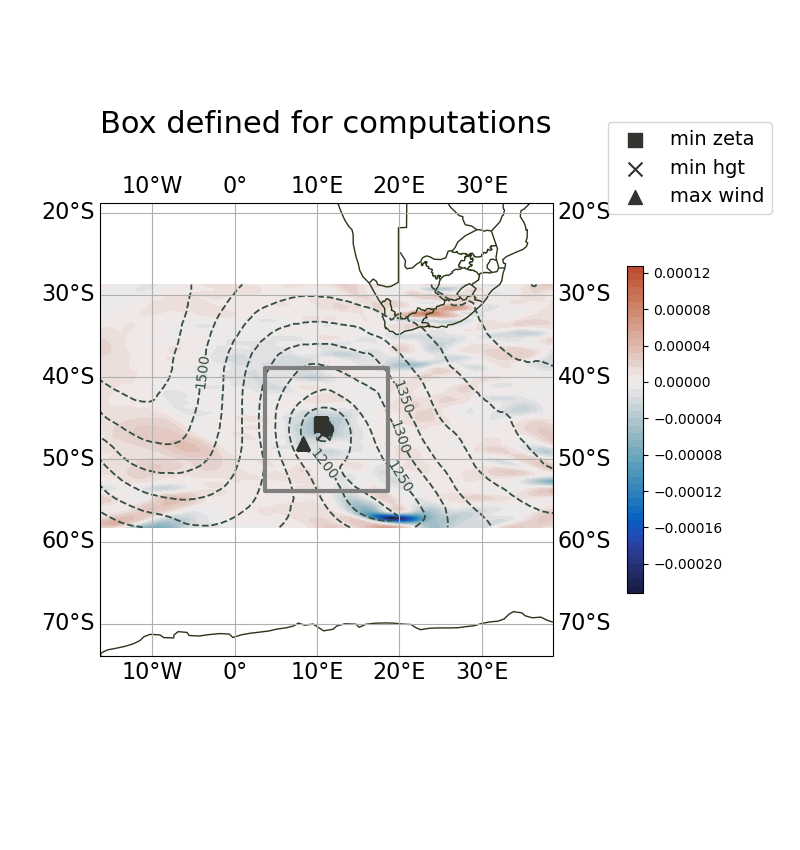 Box defined for computations
min zeta
min hgt
max wind
10°W 0° 10°E 20°E 30°E
20°S 20°S
30°S 30°S
40°S 40°S
50°S 50°S
60°S 60°S
70°S 70°S
10°W 0° 10°E 20°E 30°E
1500
1350
1300
1250
1200
0.00012
0.00008
0.00004
0.00000
−0.00004
−0.00008
−0.00012
−0.00016
−0.00020